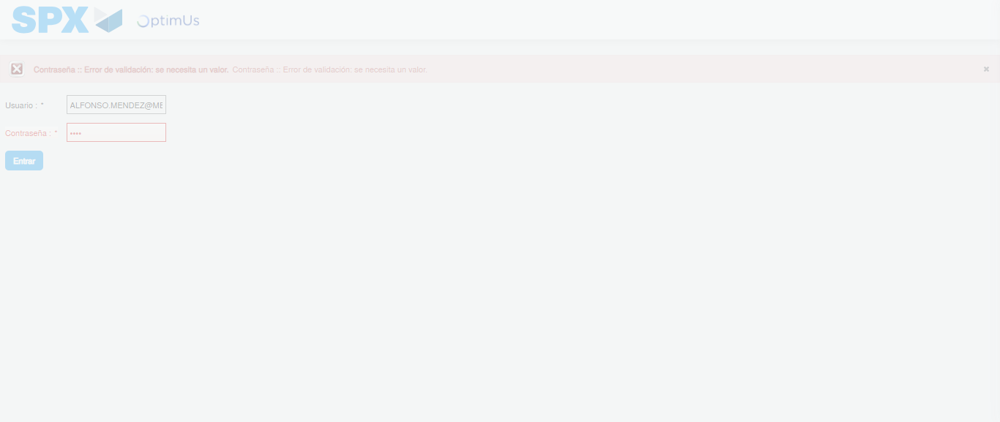 SPX OptimUs
Contraseña :: Error de validación: se necesita un valor. Contraseña :: Error de validación: se necesita un valor.
Usuario : * ALFONSO.MENDEZ@ME
Contraseña : * ••••
Entrar